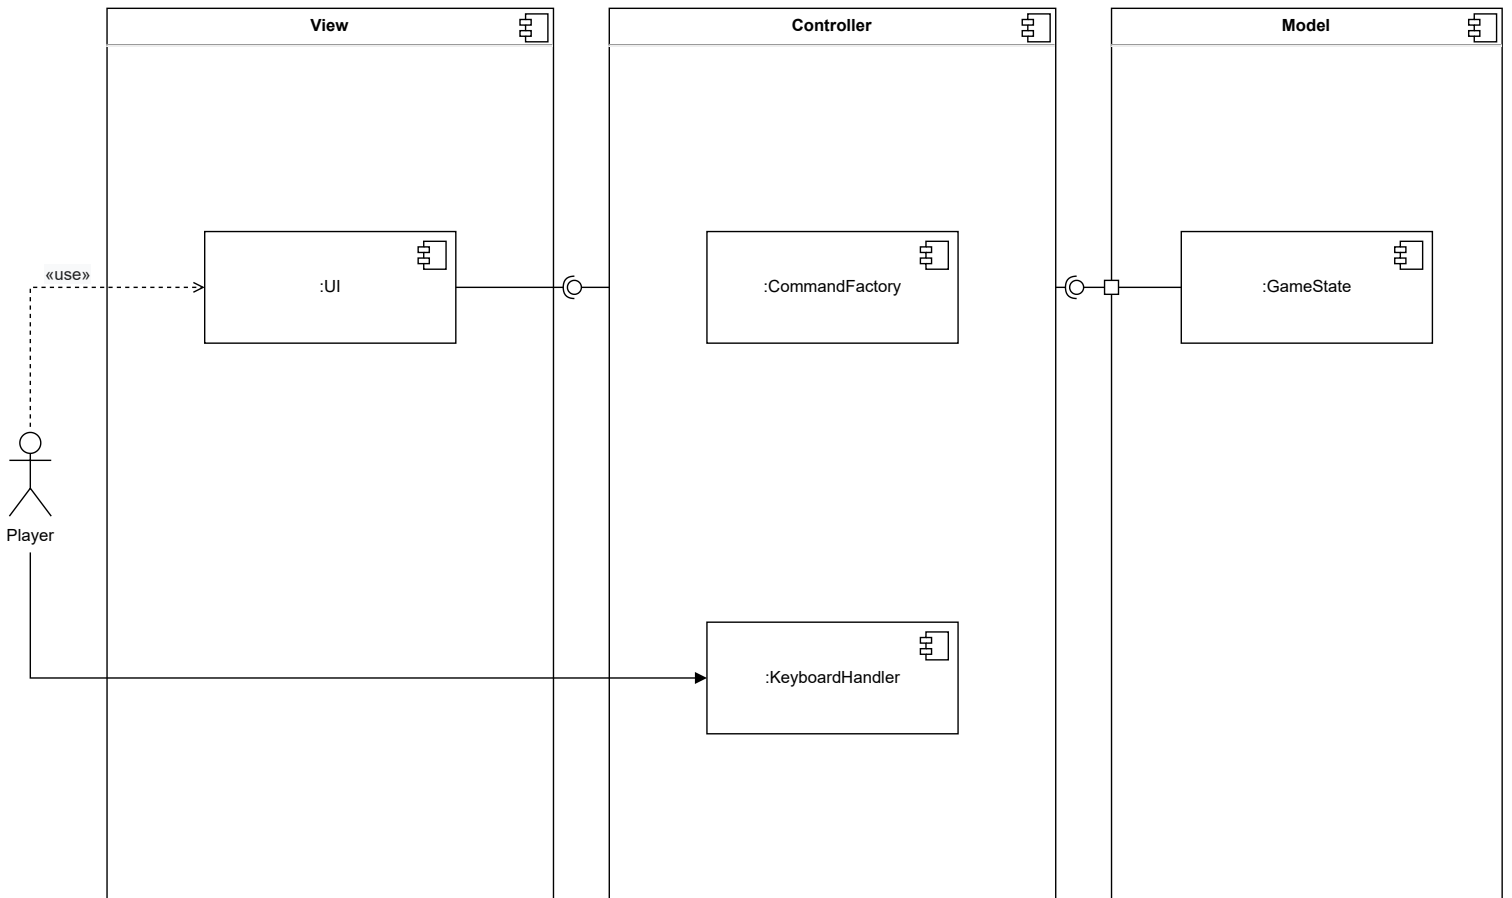 View
Controller
Model
«use»
:UI
:CommandFactory
:GameState
Player
:KeyboardHandler